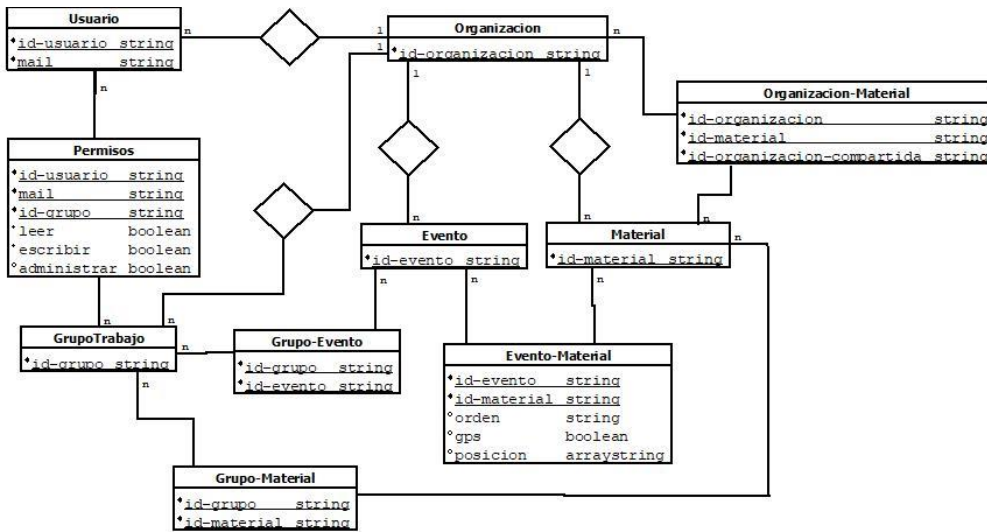 Usuario
*id-usuario string
*mail string
n
1
1
Organizacion
*id-organizacion string
n
n
1
1
Organizacion-Material
*id-organizacion string
*id-material string
*id-organizacion-compartida string
Permisos
*id-usuario string
*mail string
*id-grupo string
°leer boolean
°escribir boolean
°administrar boolean
n
n
n
n
Evento
*id-evento string
Material
*id-material string
n
n
n
n
n
GrupoTrabajo
*id-grupo string
n
n
n
Grupo-Evento
*id-grupo string
*id-evento string
Evento-Material
*id-evento string
*id-material string
°orden string
°gps boolean
°posicion arraystring
Grupo-Material
*id-grupo string
*id-material string